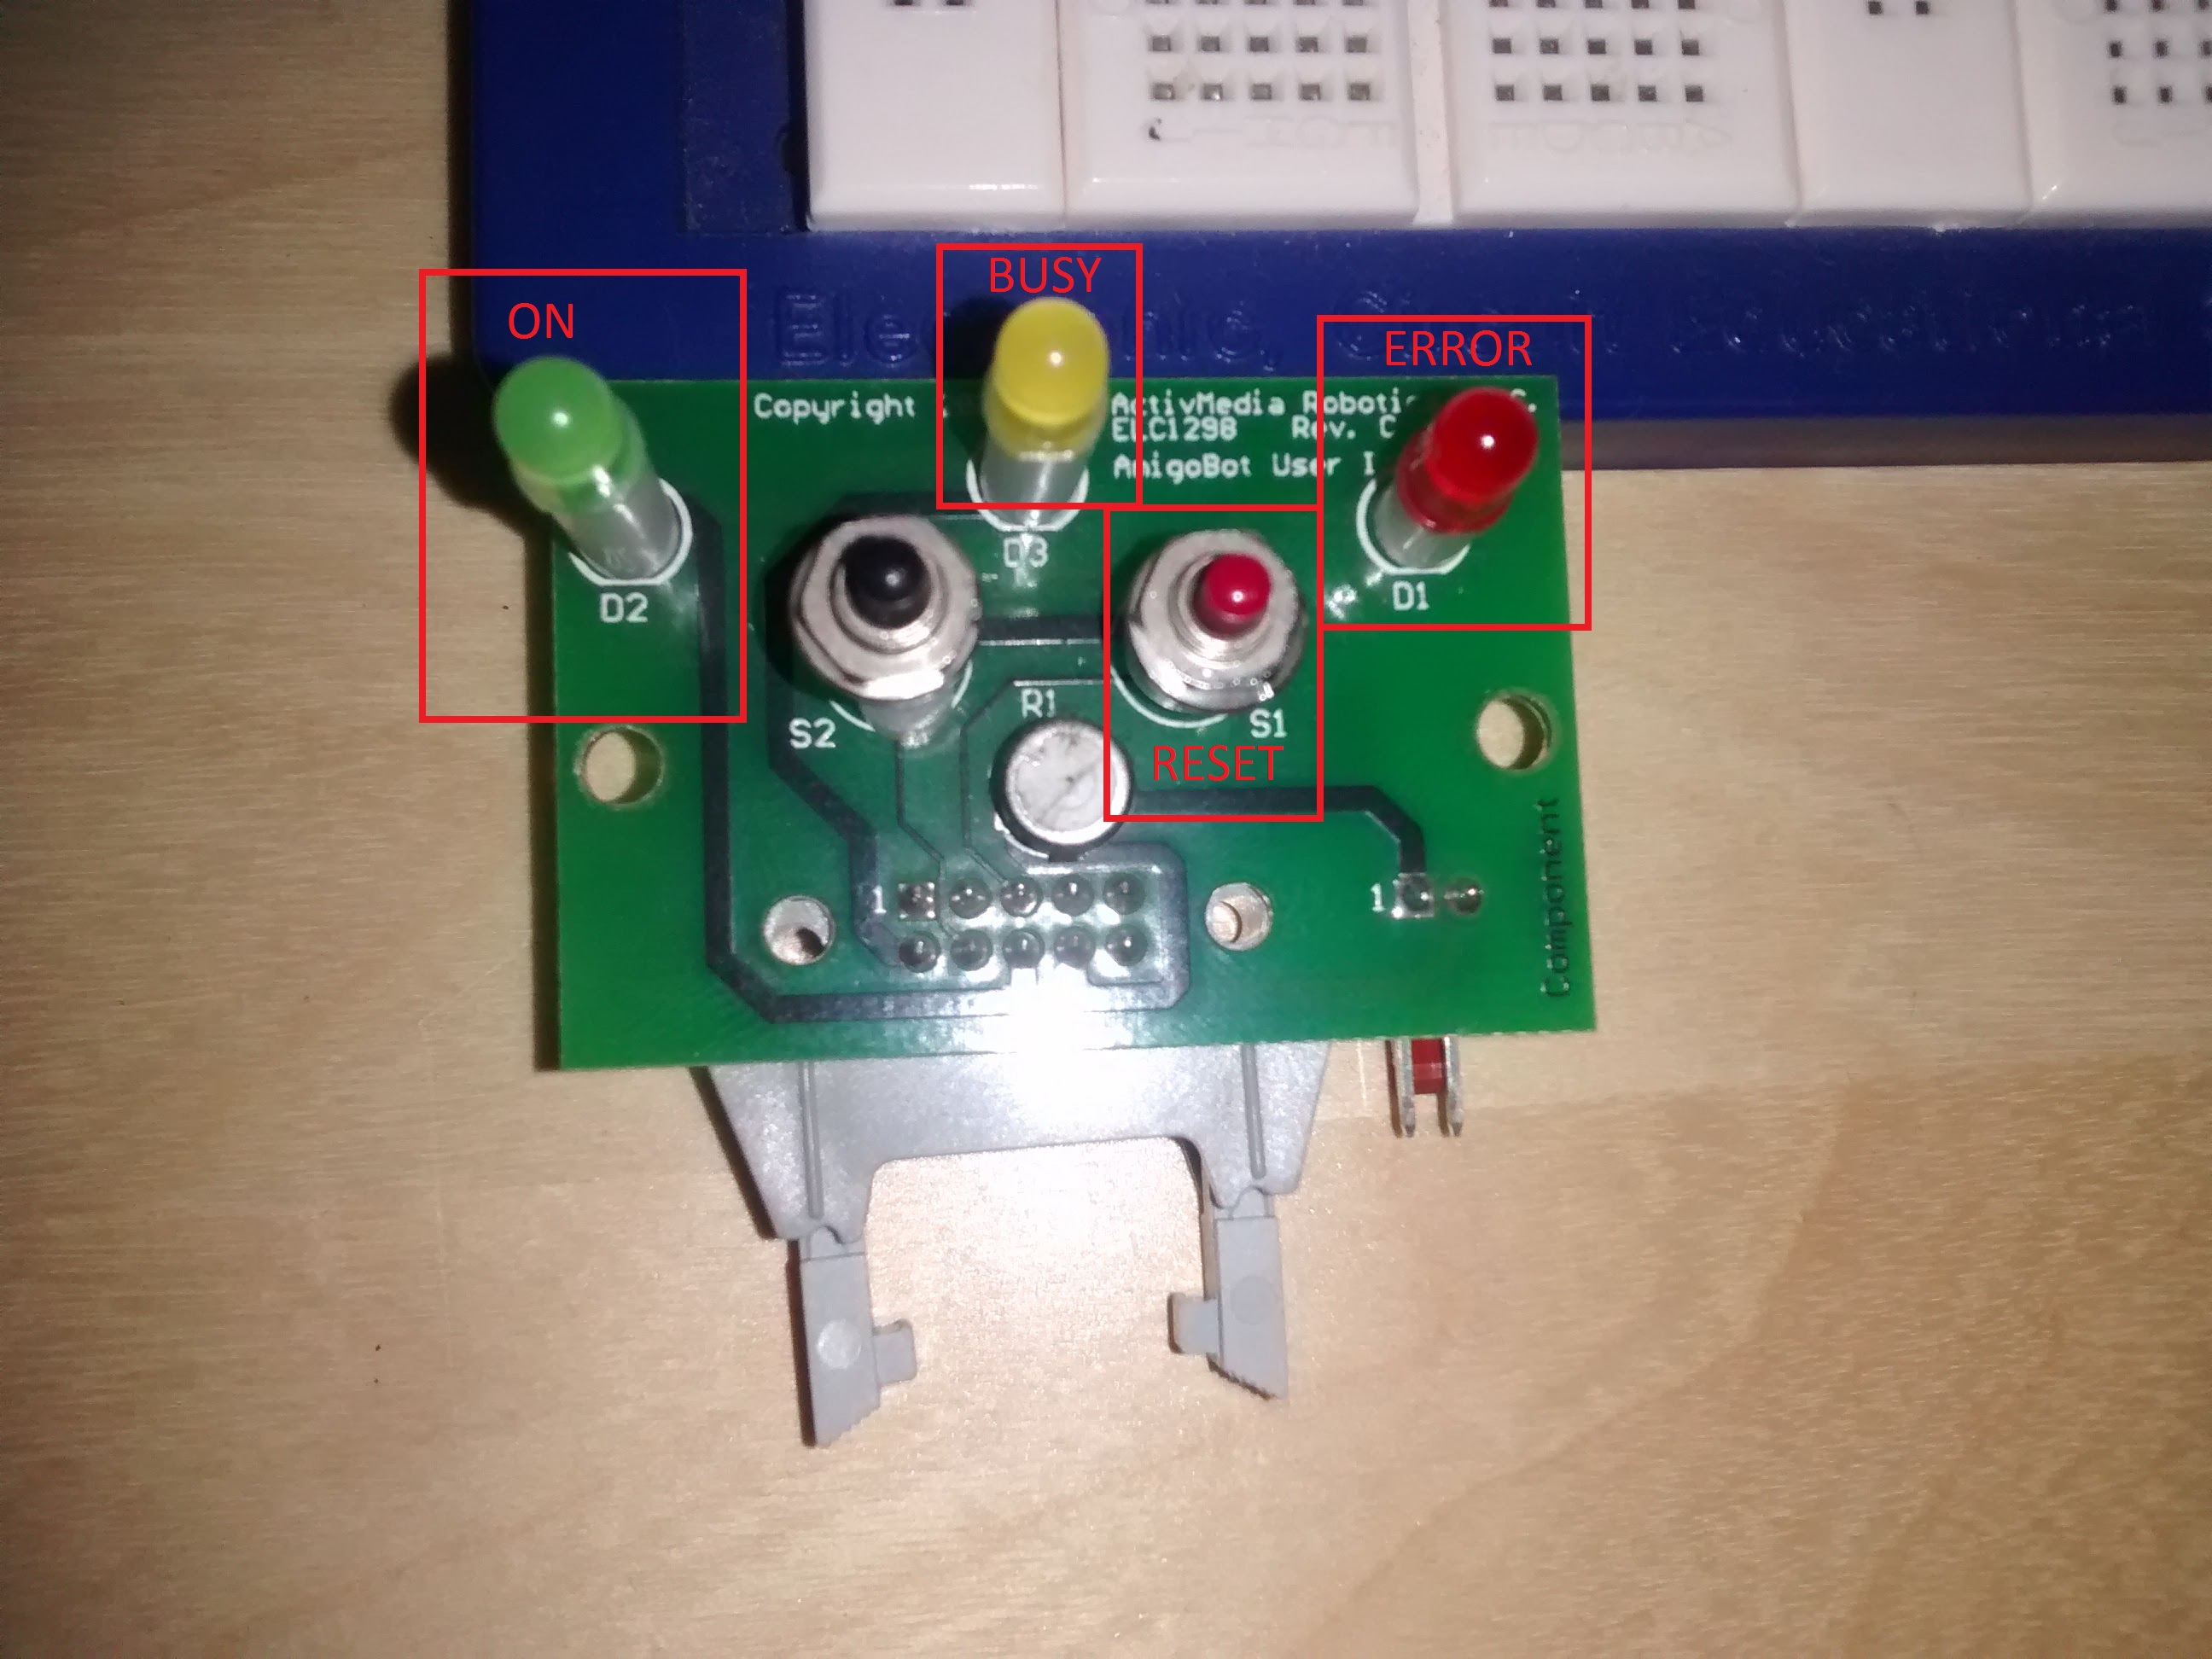 BUSY
ON
ERROR
Copyright ActivMedia
ELC1298 Rev. C
AmigoBot User
D3
D2
D1
R1
S2
S1
RESET
1
1
Component